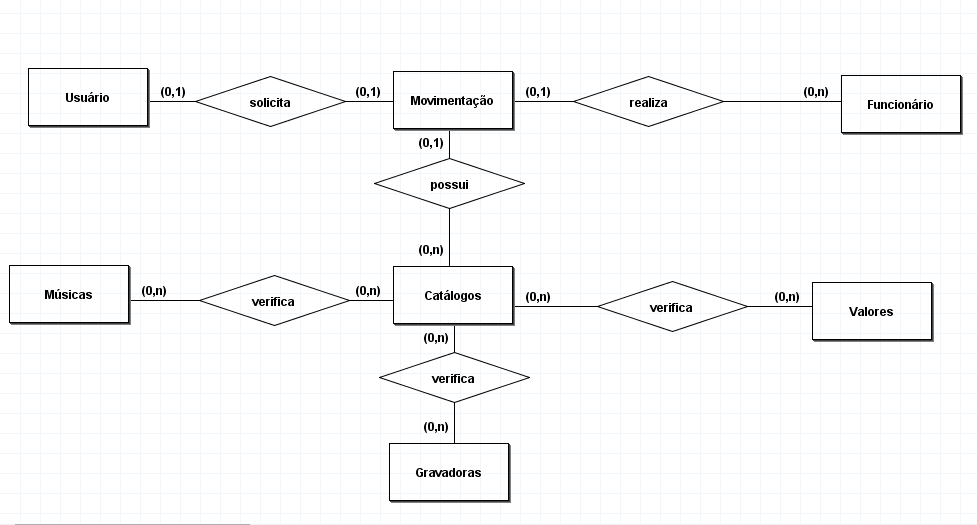 Usuário
(0,1)
solicita
(0,1)
Movimentação
(0,1)
realiza
(0,n)
Funcionário
(0,1)
possui
(0,n)
Músicas
(0,n)
verifica
(0,n)
Catálogos
(0,n)
verifica
(0,n)
Valores
(0,n)
verifica
(0,n)
Gravadoras